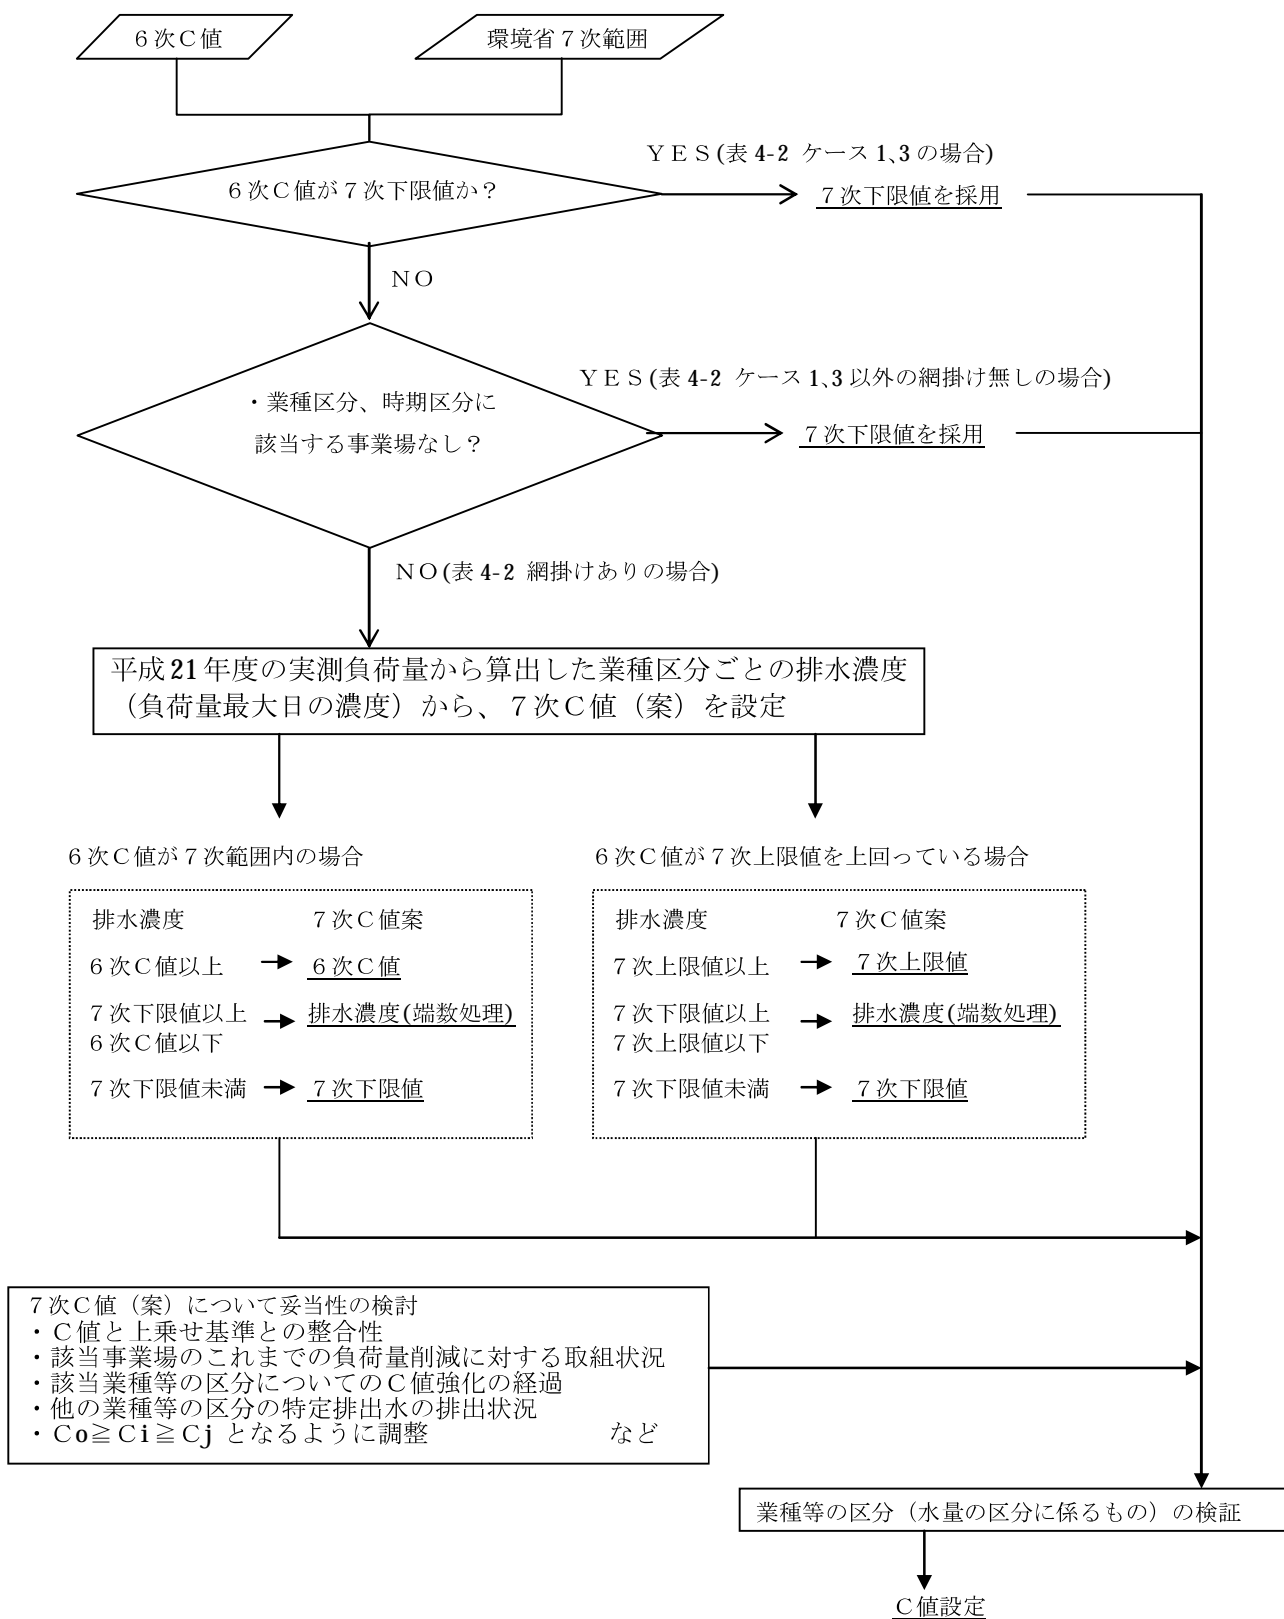 ６次Ｃ値
環境省７次範囲
ＹＥＳ(表 4-2 ケース 1、3 の場合)
６次Ｃ値が７次下限値か？
７次下限値を採用
ＮＯ
ＹＥＳ(表 4-2 ケース 1、3 以外の網掛け無しの場合)
・業種区分、時期区分に
該当する事業場なし？
７次下限値を採用
ＮＯ(表 4-2 網掛けありの場合)
平成 21 年度の実測負荷量から算出した業種区分ごとの排水濃度
（負荷量最大日の濃度）から、７次Ｃ値（案）を設定
６次Ｃ値が７次範囲内の場合
排水濃度 ７次Ｃ値案
６次Ｃ値以上 ６次Ｃ値
７次下限値以上 排水濃度(端数処理)
６次Ｃ値以下
７次下限値未満 ７次下限値
６次Ｃ値が７次上限値を上回っている場合
排水濃度 ７次Ｃ値案
７次上限値以上 ７次上限値
７次下限値以上 排水濃度(端数処理)
７次上限値以下
７次下限値未満 ７次下限値
７次Ｃ値（案）について妥当性の検討
・Ｃ値と上乗せ基準との整合性
・該当事業場のこれまでの負荷量削減に対する取組状況
・該当業種等の区分についてのＣ値強化の経過
・他の業種等の区分の特定排出水の排出状況
・Ｃo≧Ｃi≧Ｃj となるように調整 など
業種等の区分（水量の区分に係るもの）の検証
Ｃ値設定